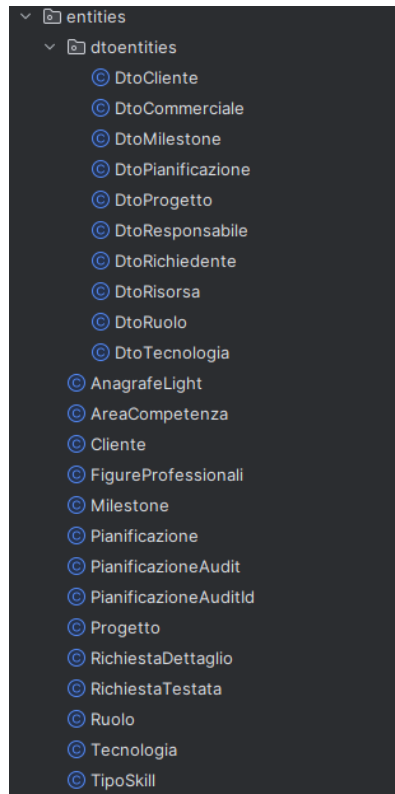 entities
dtoentities
DtoCliente
DtoCommerciale
DtoMilestone
DtoPianificazione
DtoProgetto
DtoResponsabile
DtoRichiedente
DtoRisorsa
DtoRuolo
DtoTecnologia
AnagrafeLight
AreaCompetenza
Cliente
FigureProfessionali
Milestone
Pianificazione
PianificazioneAudit
PianificazioneAuditId
Progetto
RichiestaDettaglio
RichiestaTestata
Ruolo
Tecnologia
TipoSkill